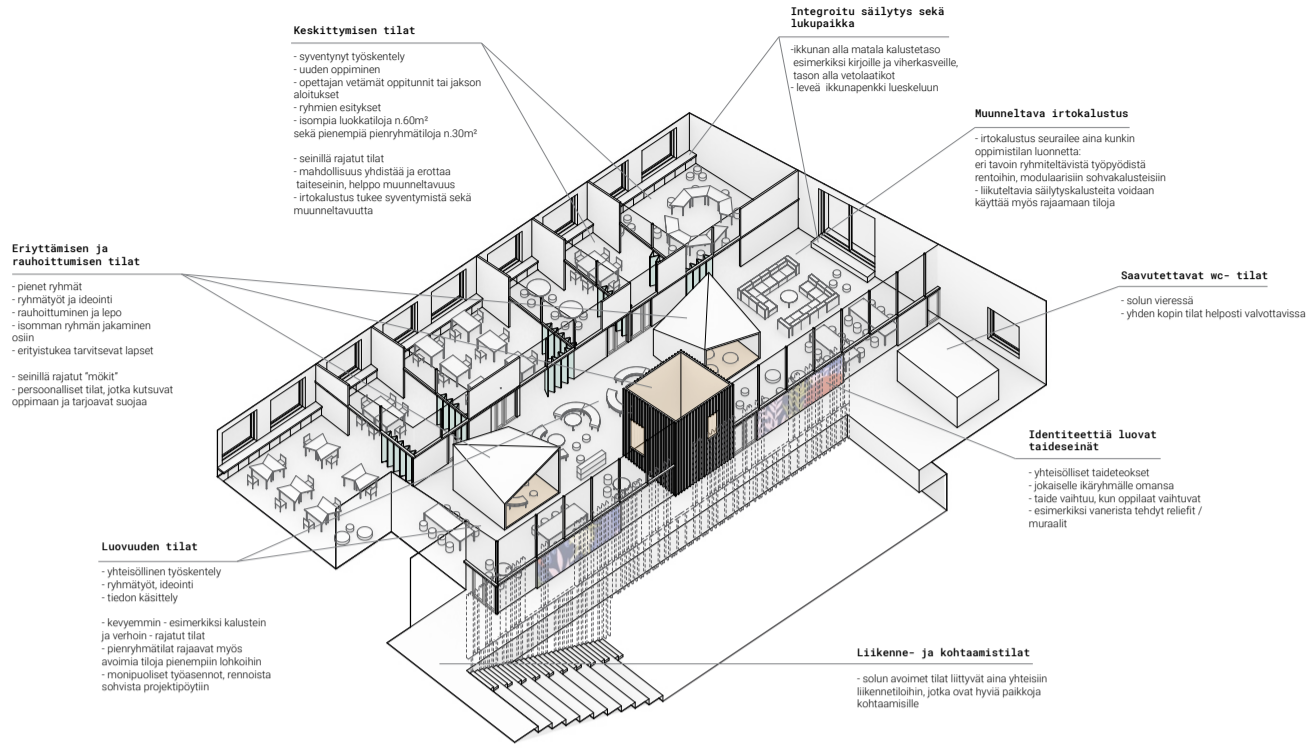 Keskittymisen tilat
- syventynyt työskentely
- uuden oppiminen
- opettajan vetämät oppitunnit tai jakson
aloitukset
- ryhmien esitykset
- isompia luokkatiloja n.60m²
sekä pienempiä pienryhmätiloja n.30m²
- seinillä rajatut tilat
- mahdollisuus yhdistää ja erottaa
taiteseinin, helppo muunneltavuus
- irtokalustus tukee syventymistä sekä
muunneltavuutta
Integroitu säilytys sekä
lukupaikka
-ikkunan alla matala kalustetaso
esimerkiksi kirjoille ja viherkasveille,
tason alla vetolaatikot
- leveä ikkunapenkki lueskeluun
Muunneltava irtokalustus
- irtokalustus seurailee aina kunkin
oppimistilan luonnetta:
eri tavoin ryhmiteltävistä työpyödistä
rentoihin, modulaarisiin sohvakalusteisiin
- liikuteltavia säilytyskalusteita voidaan
käyttää myös rajaamaan tiloja
Eriyttämisen ja
rauhoittumisen tilat
- pienet ryhmät
- ryhmätyöt ja ideointi
- rauhoittuminen ja lepo
- isomman ryhmän jakaminen
osiin
- erityistukea tarvitsevat lapset
- seinillä rajatut "mökit"
- persoonalliset tilat, jotka kutsuvat
oppimaan ja tarjoavat suojaa
Saavutettavat wc- tilat
- solun vieressä
- yhden kopin tilat helposti valvottavissa
Identiteettiä luovat
taideseinät
- yhteisölliset taideteokset
- jokaiselle ikäryhmälle omansa
- taide vaihtuu, kun oppilaat vaihtuvat
- esimerkiksi vanerista tehdyt reliefit /
muraalit
Luovuuden tilat
- yhteisöllinen työskentely
- ryhmätyöt, ideointi
- tiedon käsittely
- kevyemmin - esimerkiksi kalustein
ja verhoin - rajatut tilat
- pienryhmätilat rajaavat myös
avoimia tiloja pienempiin lohkoihin
- monipuoliset työasennot, rennoista
sohvista projektipöytiin
Liikenne- ja kohtaamistilat
- solun avoimet tilat liittyvät aina yhteisiin
liikennetiloihin, jotka ovat hyviä paikkoja
kohtaamisille